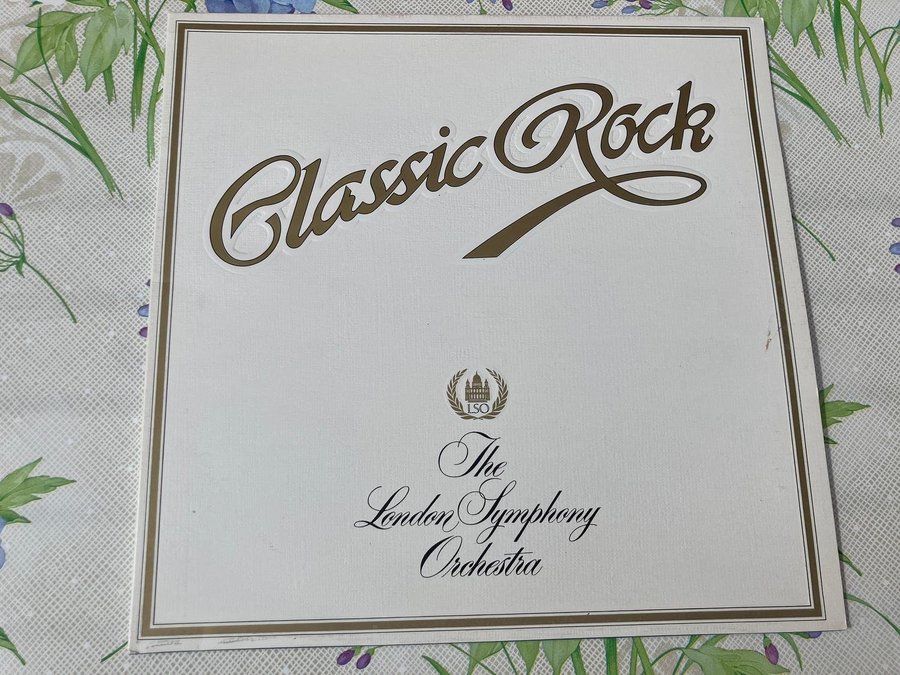 Classic Rock
LSO
The
London Symphony
Orchestra